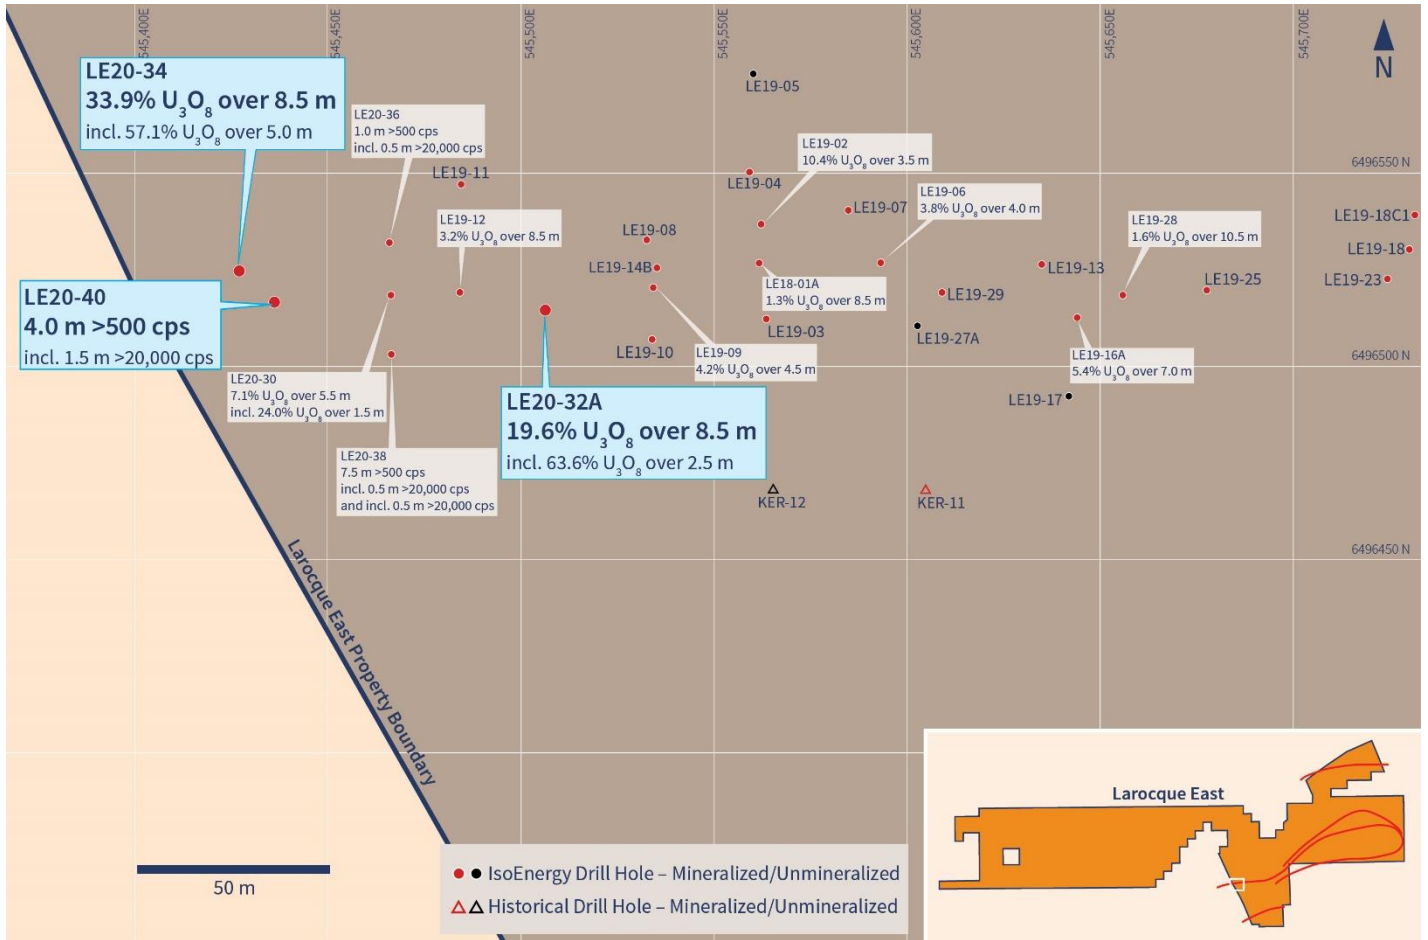 545,400E
545,450E
545,500E
545,550E
545,600E
545,650E
545,700E
N
LE20-34
33.9% U3O8 over 8.5 m
incl. 57.1% U3O8 over 5.0 m
LE20-36
1.0 m >500 cps
incl. 0.5 m >20,000 cps
LE19-05
LE19-02
10.4% U3O8 over 3.5 m
6496550 N
LE19-11
LE19-04
LE19-06
3.8% U3O8 over 4.0 m
LE19-07
LE19-12
3.2% U3O8 over 8.5 m
LE19-08
LE19-28
1.6% U3O8 over 10.5 m
LE19-18C1
LE19-18
LE19-14B
LE19-13
LE19-25
LE19-23
LE18-01A
1.3% U3O8 over 8.5 m
LE19-29
LE20-40
4.0 m >500 cps
incl. 1.5 m >20,000 cps
LE19-03
LE19-27A
LE19-10
LE19-09
4.2% U3O8 over 4.5 m
LE19-16A
5.4% U3O8 over 7.0 m
6496500 N
LE20-30
7.1% U3O8 over 5.5 m
incl. 24.0% U3O8 over 1.5 m
LE20-32A
19.6% U3O8 over 8.5 m
incl. 63.6% U3O8 over 2.5 m
LE19-17
LE20-38
7.5 m >500 cps
incl. 0.5 m >20,000 cps
and incl. 0.5 m >20,000 cps
KER-12
KER-11
6496450 N
Larocque East Property Boundary
Larocque East
50 m
IsoEnergy Drill Hole – Mineralized/Unmineralized
Historical Drill Hole – Mineralized/Unmineralized